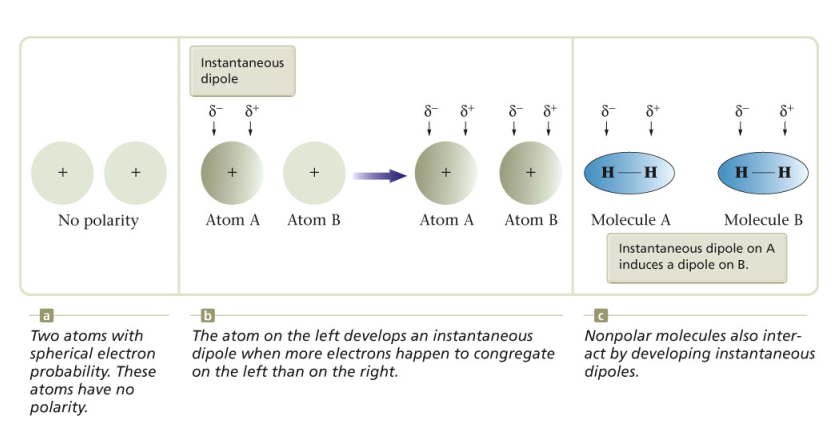 Instantaneous
dipole
δ− δ+
δ− δ+ δ− δ+
δ− δ+
δ− δ+
+ +
+ +
+ +
H—H
H—H
No polarity
Atom A Atom B
Atom A Atom B
Molecule A Molecule B
Instantaneous dipole on A
induces a dipole on B.
a
Two atoms with
spherical electron
probability. These
atoms have no
polarity.
b
The atom on the left develops an instantaneous
dipole when more electrons happen to congregate
on the left than on the right.
c
Nonpolar molecules also inter-
act by developing instantaneous
dipoles.